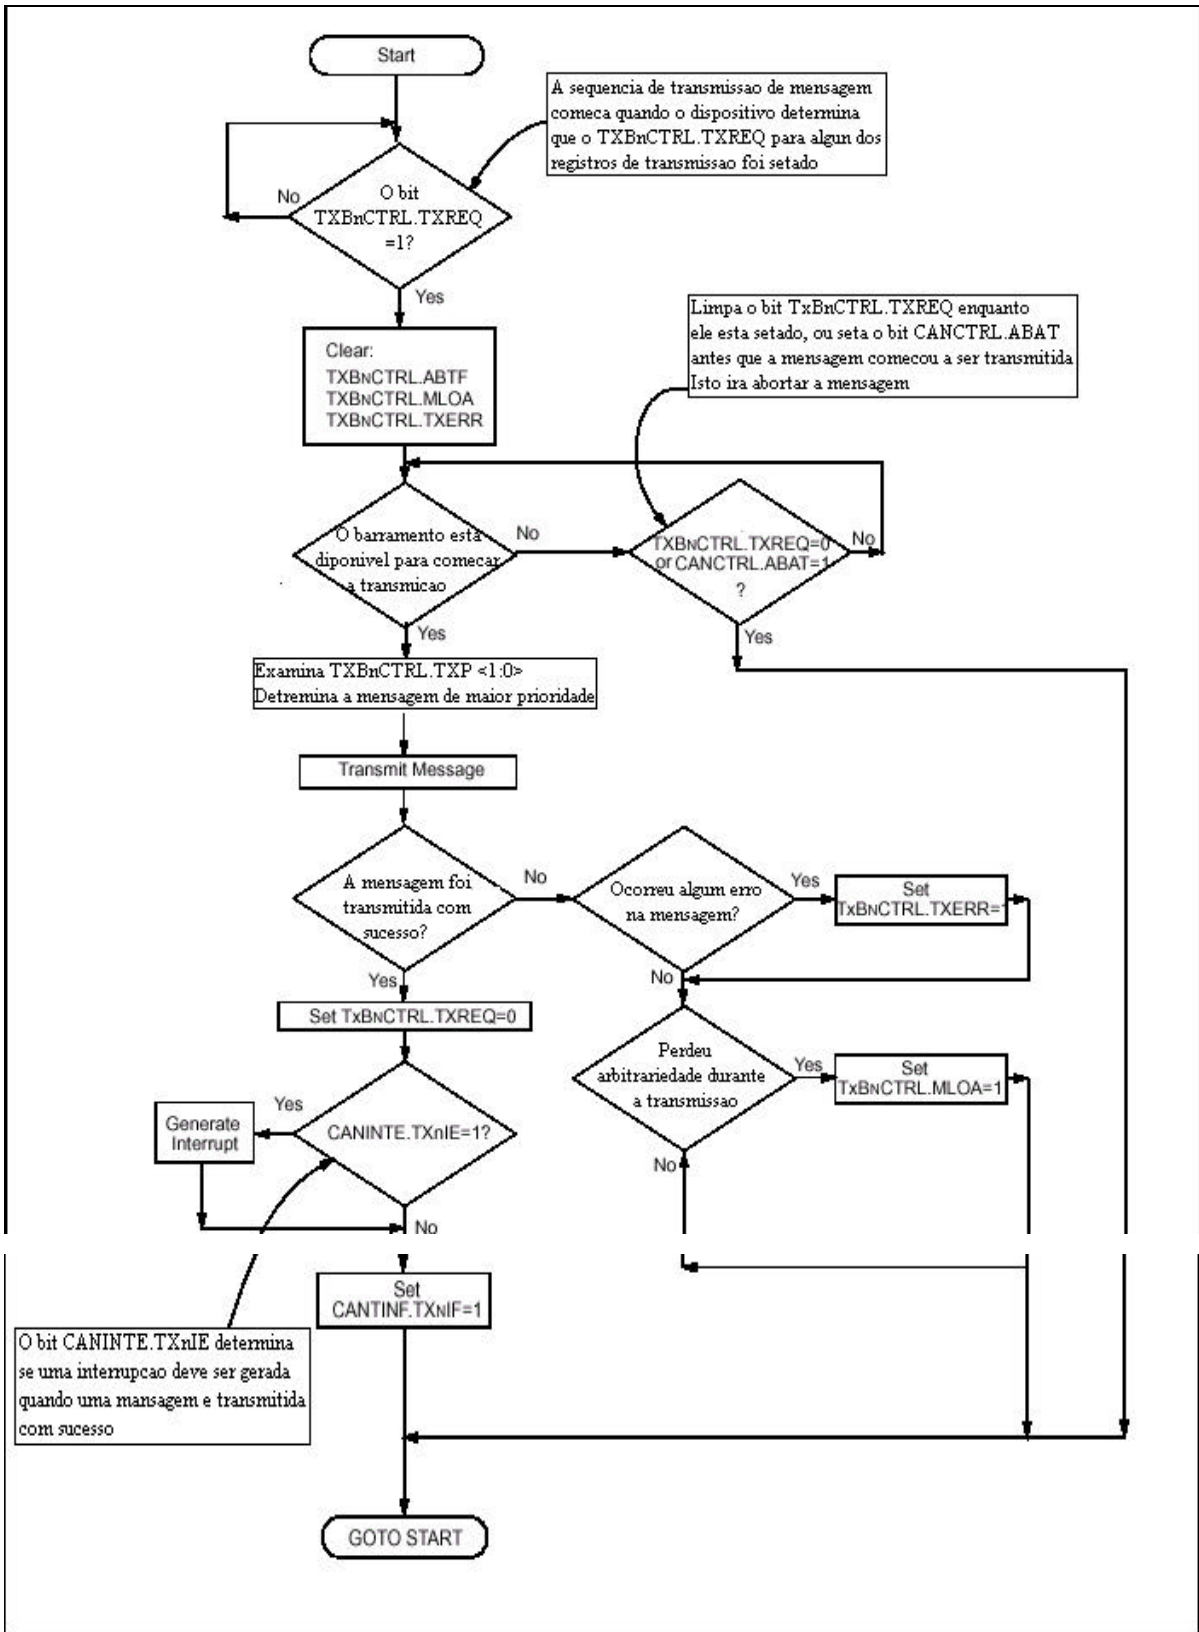 Start
A sequencia de transmissao de mensagem
comeca quando o dispositivo determina
que o TXBnCTRL.TXREQ para algun dos
registros de transmissao foi setado
No
O bit
TXBnCTRL.TXREQ
=1?
Yes
Clear:
TXBNCTRL.ABTF
TXBNCTRL.MLOA
TXBNCTRL.TXERR
Limpa o bit TxBnCTRL.TXREQ enquanto
ele esta setado, ou seta o bit CANCTRL.ABAT
antes que a mensagem comecou a ser transmitida
Isto ira abortar a mensagem
O barramento está
diponivel para comecar
a transmicao
No
TXBNCTRL.TXREQ=0
or CANCTRL.ABAT=1
?
No
Yes
Yes
Examina TXBnCTRL.TXP <1:0>
Detremina a mensagem de maior prioridade
Transmit Message
A mensagem foi
transmitida com
sucesso?
No
Ocorreu algum erro
na mensagem?
Yes
Set
TxBNCTRL.TXERR=1
Yes
No
Set TxBNCTRL.TXREQ=0
Perdeu
arbitrariedade durante
a transmissao
Yes
Set
TxBNCTRL.MLOA=1
No
Yes
Generate
Interrupt
CANINTE.TXnIE=1?
No
Set
CANTINF.TXNIF=1
O bit CANINTE.TXnIE determina
se uma interrupcao deve ser gerada
quando uma mansagem e transmitida
com sucesso
GOTO START